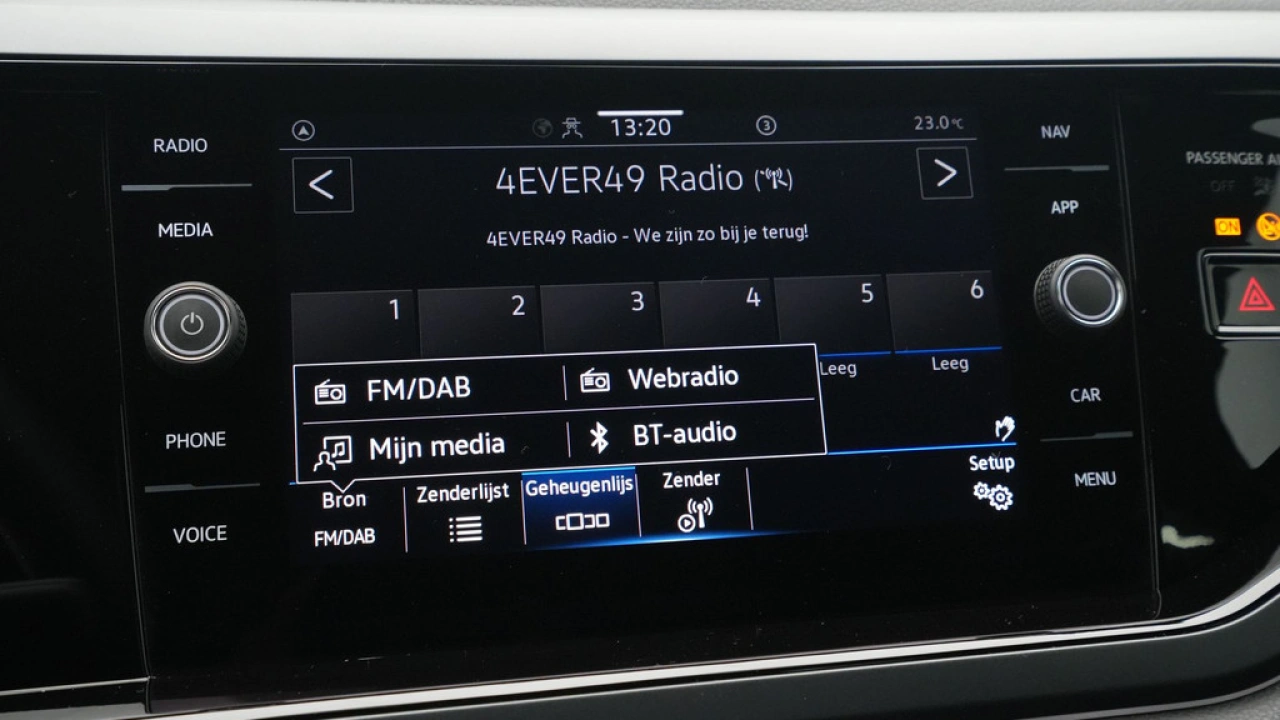 RADIO
MEDIA
PHONE
VOICE
13:20
3
23.0°C
4EVER49 Radio
4EVER49 Radio - We zijn zo bij je terug!
1 2 3 4 5 6
Leeg Leeg
FM/DAB Webradio
Mijn media BT-audio
Bron Zenderlijst Geheugenlijs Zender Setup
FM/DAB
NAV
APP
CAR
MENU
PASSENGER
OFF
ON